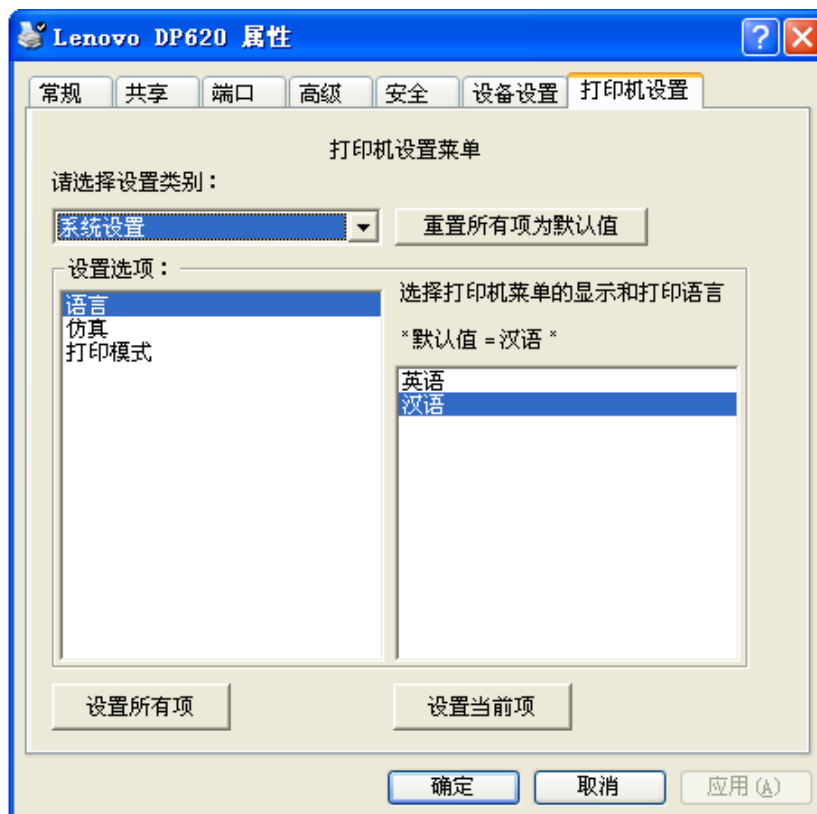 Lenovo DP620 属性
常规 共享 端口 高级 安全 设备设置 打印机设置
打印机设置菜单
请选择设置类别：
系统设置 重置所有项为默认值
设置选项：
语言
仿真
打印模式
选择打印机菜单的显示和打印语言
*默认值 =汉语 *
英语
汉语
设置所有项 设置当前项
确定 取消 应用(A)